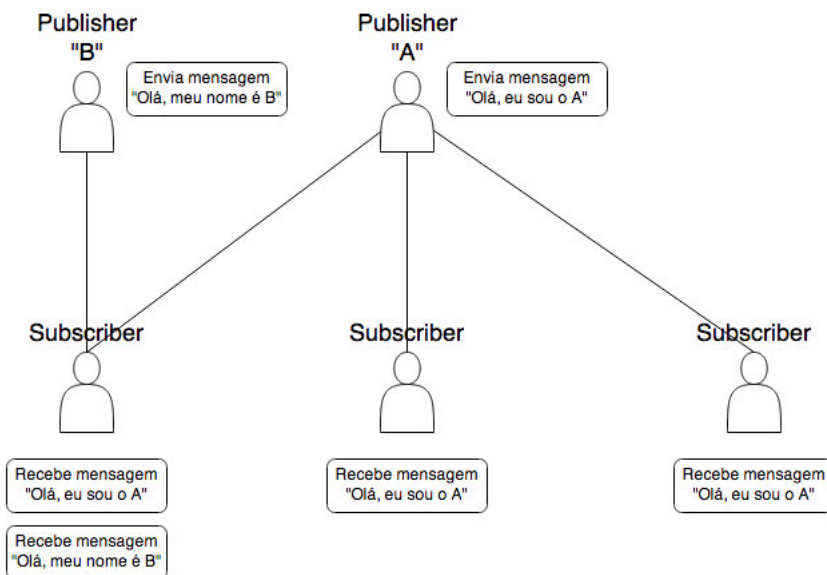 Publisher
"B"
Envia mensagem
"Olá, meu nome é B"
Publisher
"A"
Envia mensagem
"Olá, eu sou o A"
Subscriber
Subscriber
Subscriber
Recebe mensagem
"Olá, eu sou o A"
Recebe mensagem
"Olá, meu nome é B"
Recebe mensagem
"Olá, eu sou o A"
Recebe mensagem
"Olá, eu sou o A"